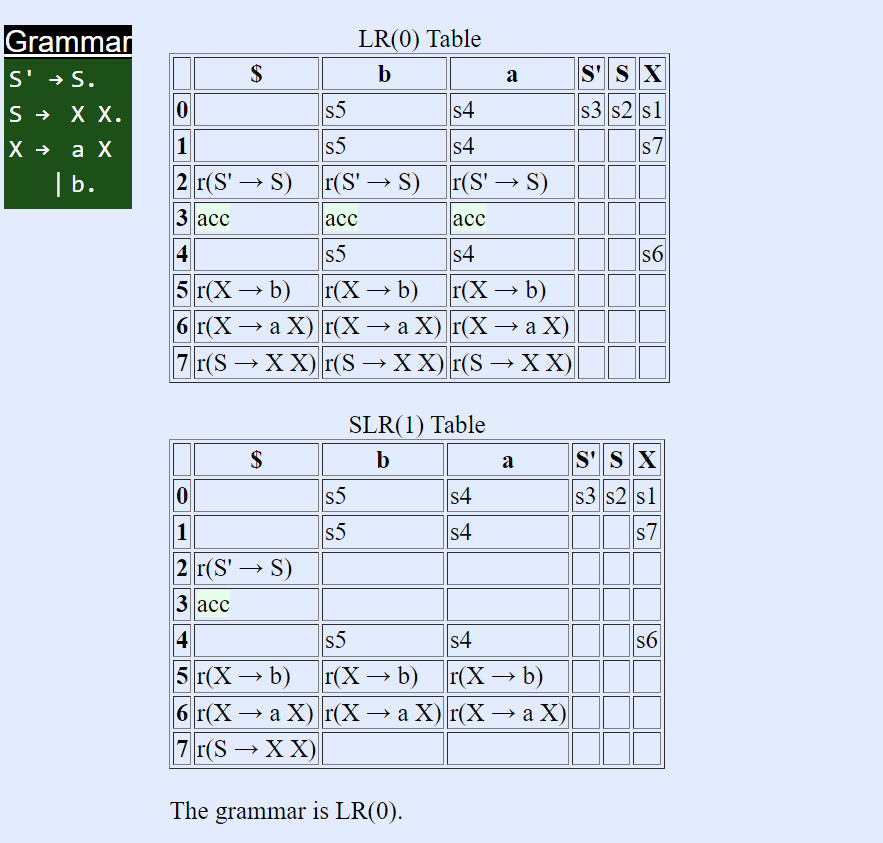 Grammar
S' → S.
S → X X.
X → a X
| b.
LR(0) Table
$ b a S' S X
0 s5 s4 s3 s2 s1
1 s5 s4 s7
2 r(S' → S) r(S' → S) r(S' → S)
3 acc acc acc
4 s5 s4 s6
5 r(X → b) r(X → b) r(X → b)
6 r(X → a X) r(X → a X) r(X → a X)
7 r(S → X X) r(S → X X) r(S → X X)
SLR(1) Table
$ b a S' S X
0 s5 s4 s3 s2 s1
1 s5 s4 s7
2 r(S' → S)
3 acc
4 s5 s4 s6
5 r(X → b) r(X → b) r(X → b)
6 r(X → a X) r(X → a X) r(X → a X)
7 r(S → X X)
The grammar is LR(0).